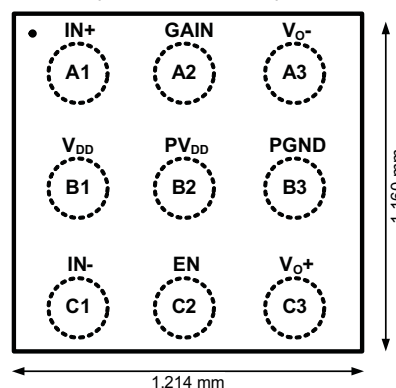 IN+ GAIN VO-
A1 A2 A3
VDD PVDD PGND
B1 B2 B3
IN- EN VO+
C1 C2 C3
1.160 mm
1.214 mm